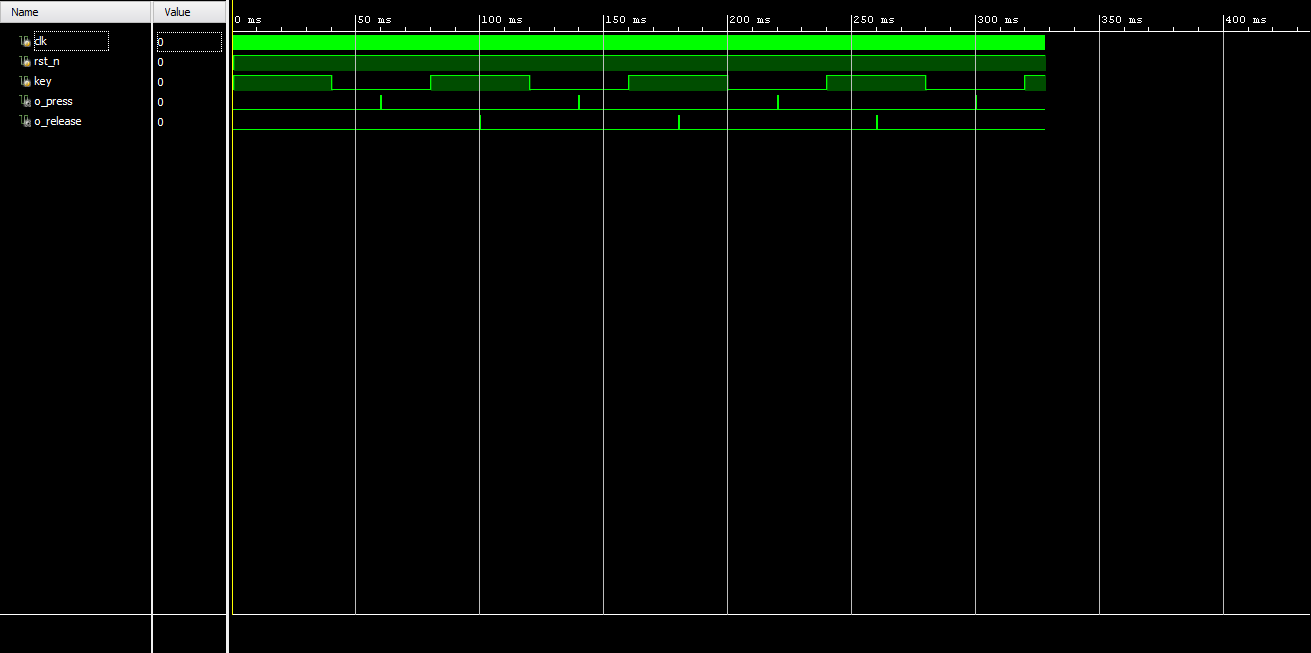 Name Value
0 ms 50 ms 100 ms 150 ms 200 ms 250 ms 300 ms 350 ms 400 ms
clk 0
rst_n 0
key 0
o_press 0
o_release 0